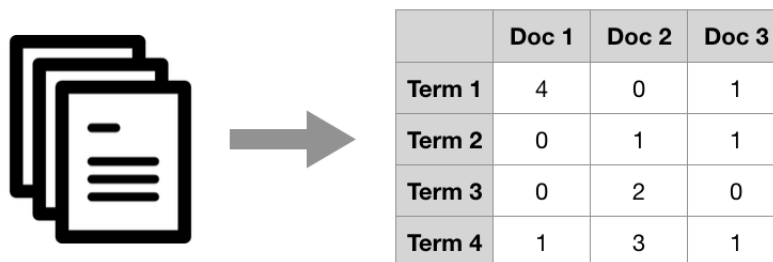 Doc 1 Doc 2 Doc 3
Term 1 4 0 1
Term 2 0 1 1
Term 3 0 2 0
Term 4 1 3 1